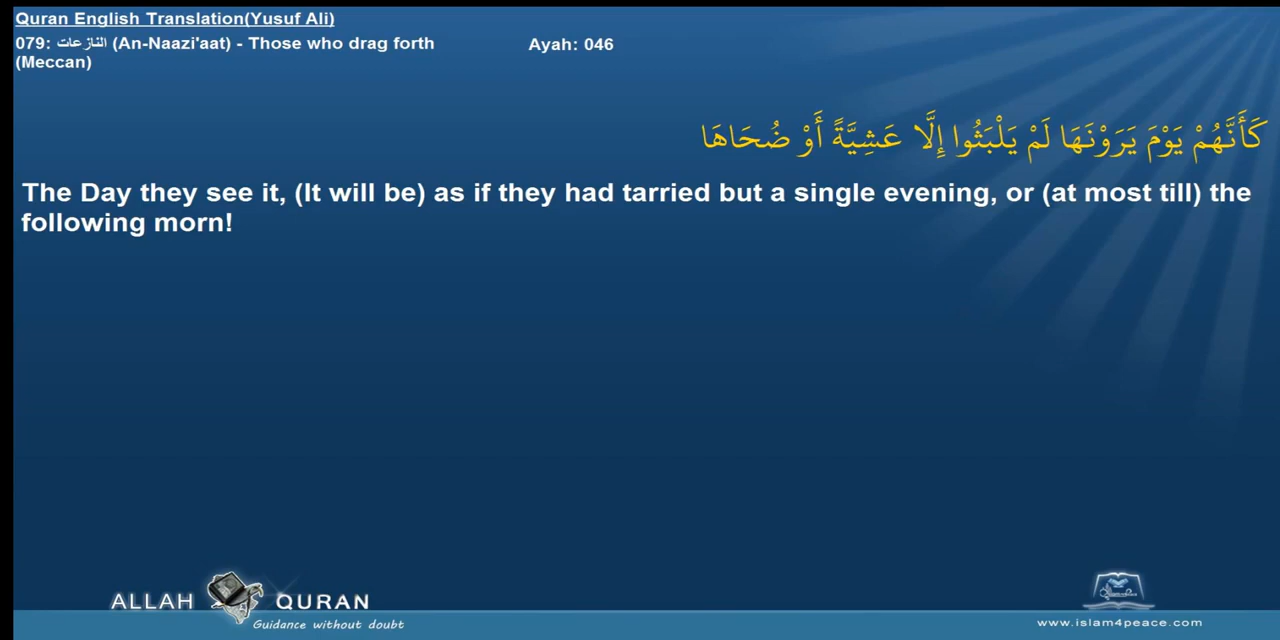 Quran English Translation(Yusuf Ali)
079: النازعات (An-Naazi'aat) - Those who drag forth
(Meccan)
Ayah: 046
كَأَنَّهُمْ يَوْمَ يَرَوْنَهَا لَمْ يَلْبَثُوا إِلَّا عَشِيَّةً أَوْ ضُحَاهَا
The Day they see it, (It will be) as if they had tarried but a single evening, or (at most till) the
following morn!
ALLAH QURAN
Guidance without doubt
www.islam4peace.com